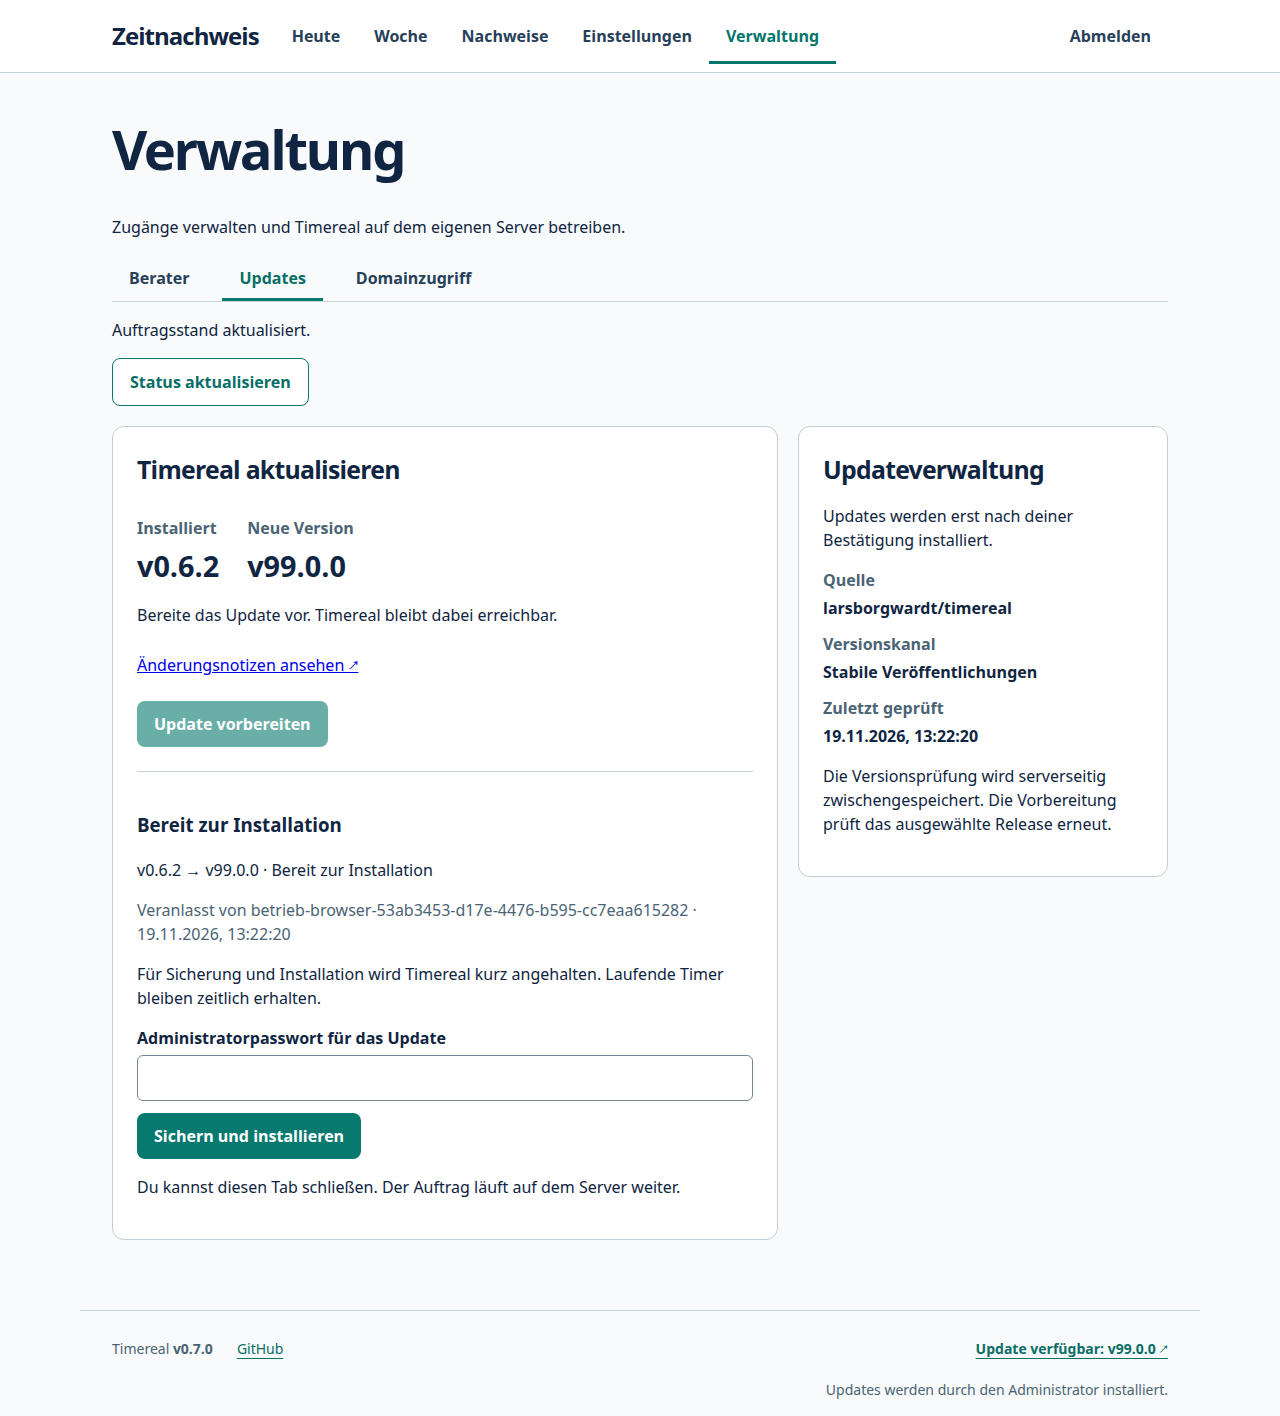 Zeitnachweis Heute Woche Nachweise Einstellungen Verwaltung Abmelden
Verwaltung
Zugänge verwalten und Timereal auf dem eigenen Server betreiben.
Berater Updates Domainzugriff
Auftragsstand aktualisiert.
Status aktualisieren
Timereal aktualisieren
Installiert Neue Version
v0.6.2 v99.0.0
Bereite das Update vor. Timereal bleibt dabei erreichbar.
Änderungsnotizen ansehen ↗
Update vorbereiten
Bereit zur Installation
v0.6.2 → v99.0.0 · Bereit zur Installation
Veranlasst von betrieb-browser-53ab3453-d17e-4476-b595-cc7eaa615282 ·
19.11.2026, 13:22:20
Für Sicherung und Installation wird Timereal kurz angehalten. Laufende Timer
bleiben zeitlich erhalten.
Administratorpasswort für das Update
Sichern und installieren
Du kannst diesen Tab schließen. Der Auftrag läuft auf dem Server weiter.
Updateverwaltung
Updates werden erst nach deiner
Bestätigung installiert.
Quelle
larsborgwardt/timereal
Versionskanal
Stabile Veröffentlichungen
Zuletzt geprüft
19.11.2026, 13:22:20
Die Versionsprüfung wird serverseitig
zwischengespeichert. Die Vorbereitung
prüft das ausgewählte Release erneut.
Timereal v0.7.0 GitHub Update verfügbar: v99.0.0 ↗
Updates werden durch den Administrator installiert.